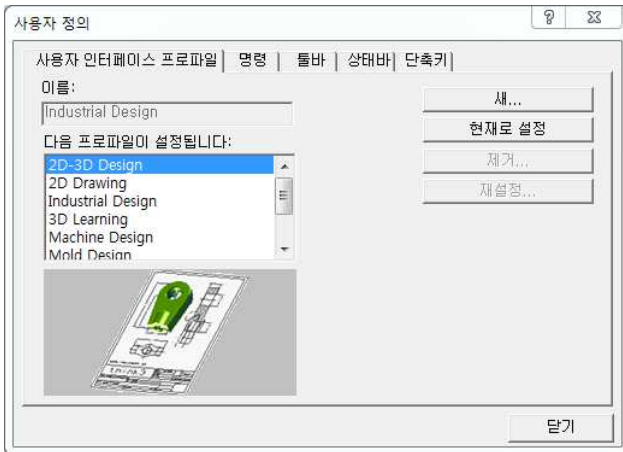 사용자 정의
사용자 인터페이스 프로파일 명령 툴바 상태바 단축키
이름:
Industrial Design
다음 프로파일이 설정됩니다:
2D-3D Design
2D Drawing
Industrial Design
3D Learning
Machine Design
Mold Design
새...
현재로 설정
제거...
재설정...
think3
닫기